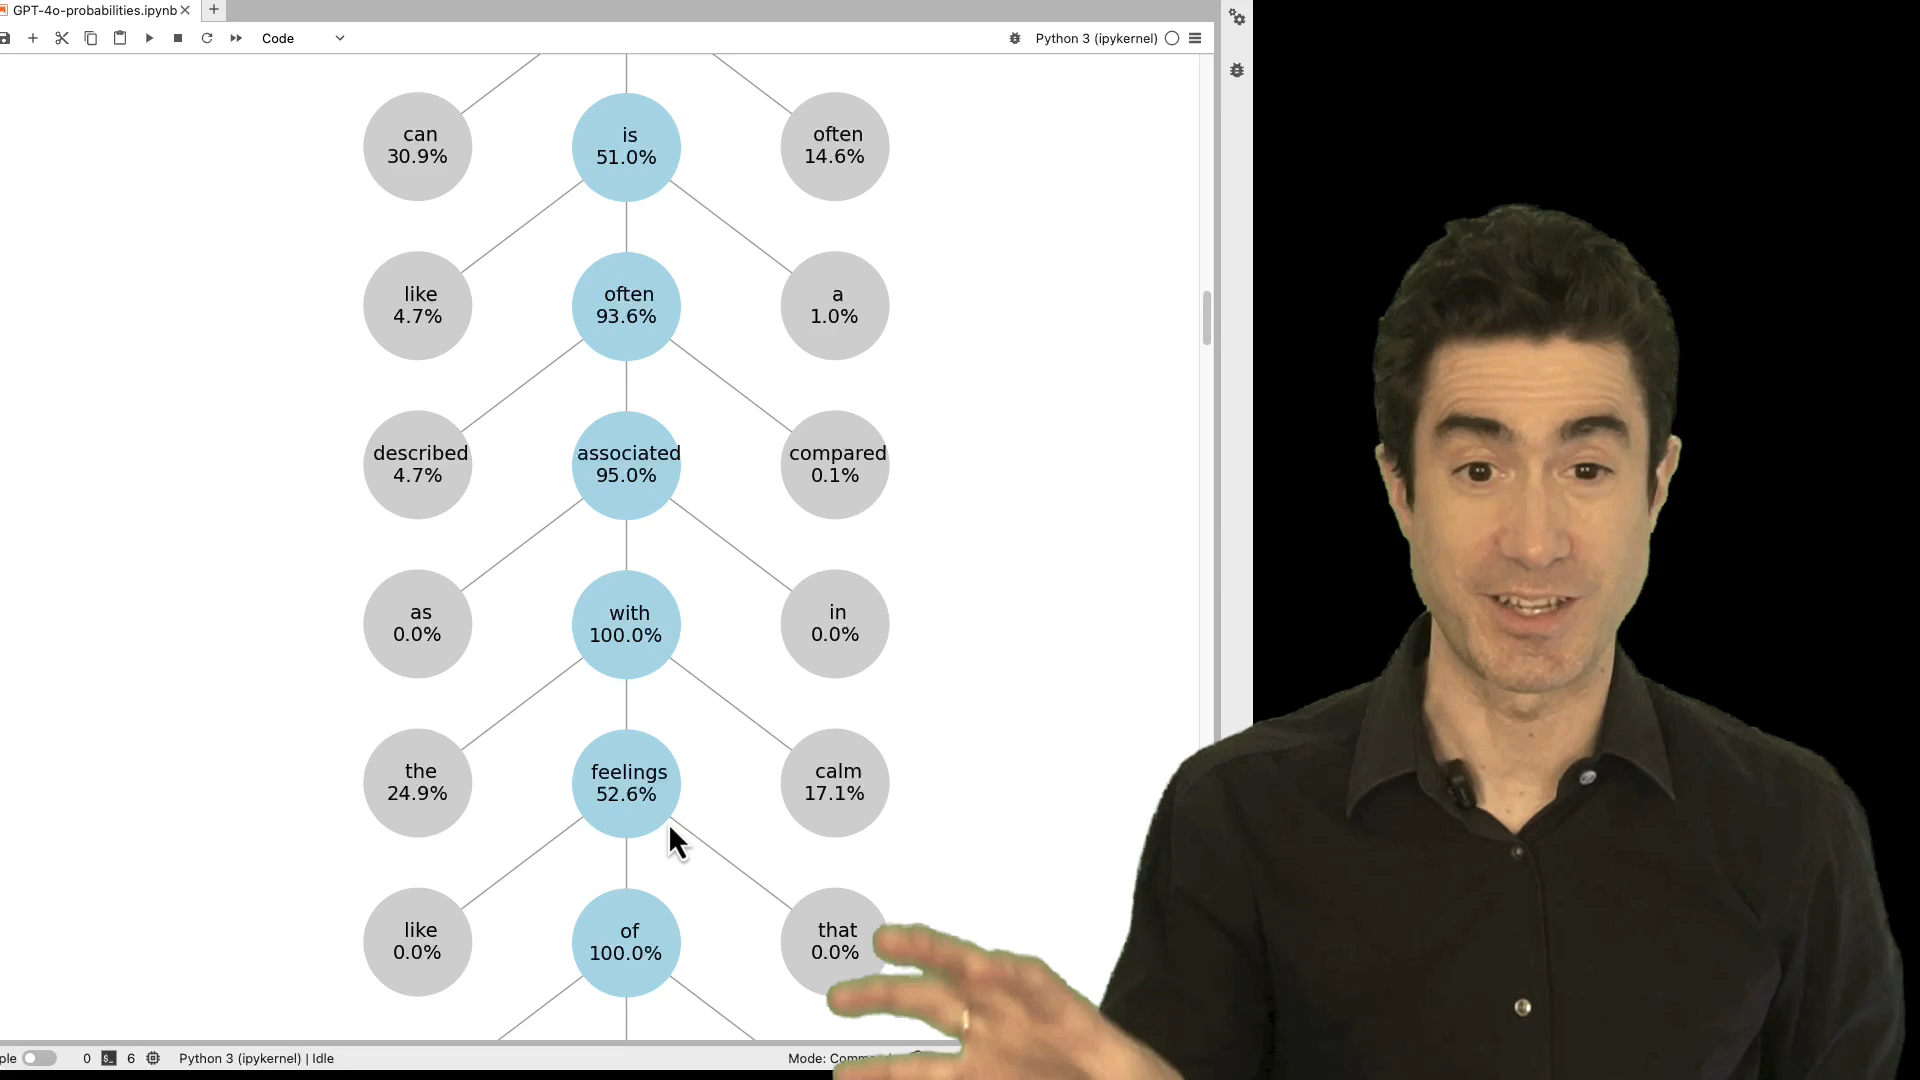 GPT-4o-probabilities.ipynb
Code
Python 3 (ipykernel)
can
30.9%
is
51.0%
often
14.6%
like
4.7%
often
93.6%
a
1.0%
described
4.7%
associated
95.0%
compared
0.1%
as
0.0%
with
100.0%
in
0.0%
the
24.9%
feelings
52.6%
calm
17.1%
like
0.0%
of
100.0%
that
0.0%
ple
0
$_
6
Python 3 (ipykernel) | Idle
Mode: Comm